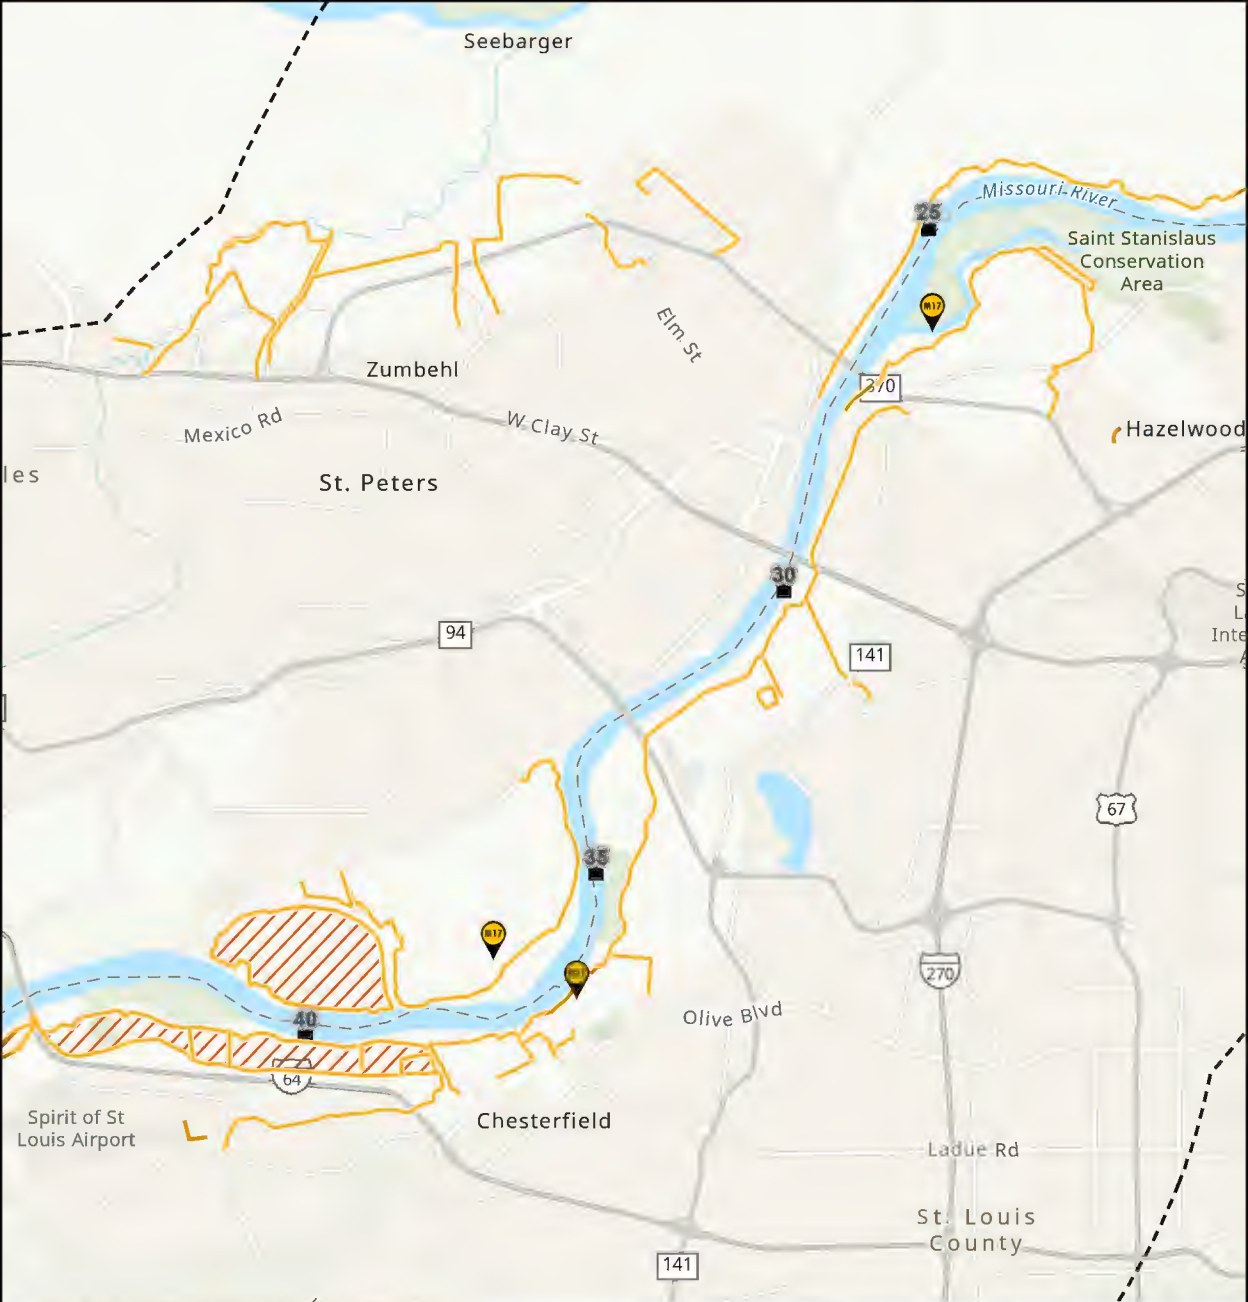 Seebarger
Missouri River
25
Saint Stanislaus
Conservation
Area
M17
Elm St
Zumbehl
370
Mexico Rd
W Clay St
Hazelwood
les
St. Peters
30
94
141
67
35
M17
270
40
Olive Blvd
64
Spirit of St
Louis Airport
Chesterfield
Ladue Rd
St. Louis
County
141